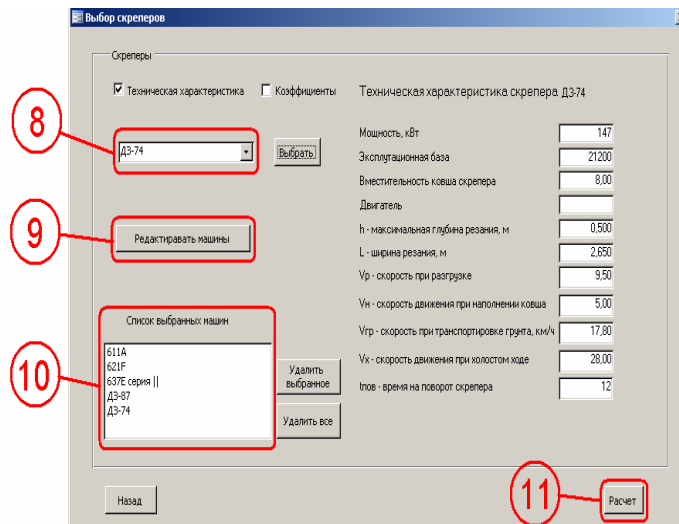 Выбор скреперов
Скреперы
Техническая характеристика
Коэффициенты
Техническая характеристика скрепера ДЗ-74
8
ДЗ-74
Выбрать
Мощность, кВт 147
Эксплутационная база 21200
Вместительность ковша скрепера 8,00
Двигатель
h - максимальная глубина резания, м 0,500
L - ширина резания, м 2,650
Vр - скорость при разгрузке 9,50
Vн - скорость движения при наполнении ковша 5,00
Vгр - скорость при транспортировке грунта, км/ч 17,80
Vх - скорость движения при холостом ходе 28,00
tпов - время на поворот скрепера 12
9
Редактировать машины
10
Список выбранных машин
611А
621F
637E серия ||
ДЗ-87
ДЗ-74
Удалить
выбранное
Удалить все
Назад
11
Расчет